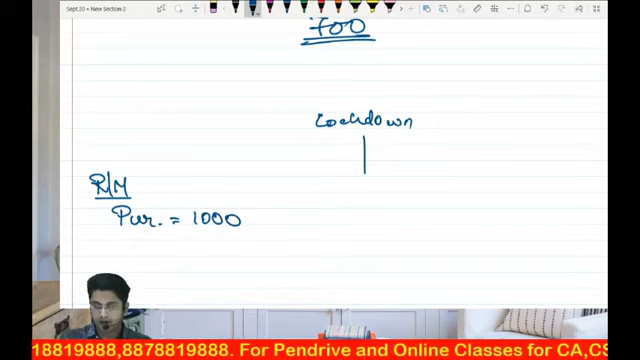 Sept 20 • New Section 2
700
Lockdown
R/M
Pur. = 1000
18819888,8878819888. For Pendrive and Online Classes for CA,CS